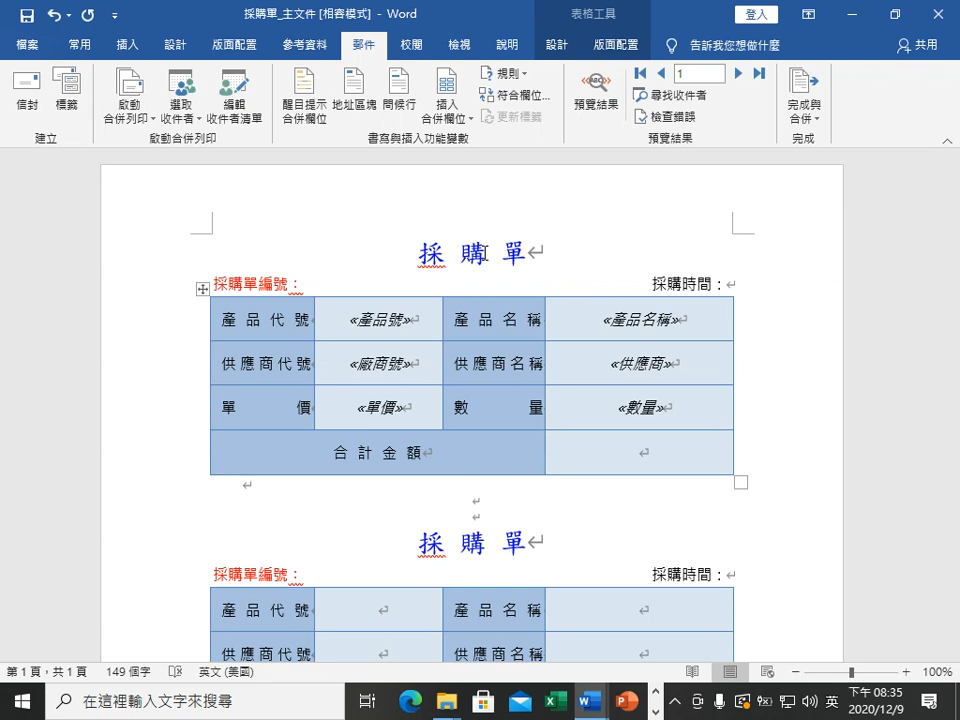 採購單_主文件 [相容模式] - Word
表格工具
登入
檔案 常用 插入 設計 版面配置 參考資料 郵件 校閱 檢視 說明 設計 版面配置 告訴我您想做什麼 共用
信封 標籤 啟動合併列印 選取收件者 編輯收件者清單 醒目提示合併欄位 地址區塊 問候行 插入合併欄位 規則 符合欄位... 更新標籤 預覽結果 1 尋找收件者 檢查錯誤 完成與合併
建立 啟動合併列印 書寫與插入功能變數 預覽結果 完成
採 購 單
採購單編號： 採購時間：
產品代號 «產品號» 產品名稱 «產品名稱»
供應商代號 «廠商號» 供應商名稱 «供應商»
單 價 «單價» 數 量 «數量»
合 計 金 額
採 購 單
採購單編號： 採購時間：
產品代號 產品名稱
供應商代號 供應商名稱
第 1 頁，共 1 頁 149 個字 英文 (美國) 100%
在這裡輸入文字來搜尋 英 下午 08:35
2020/12/9